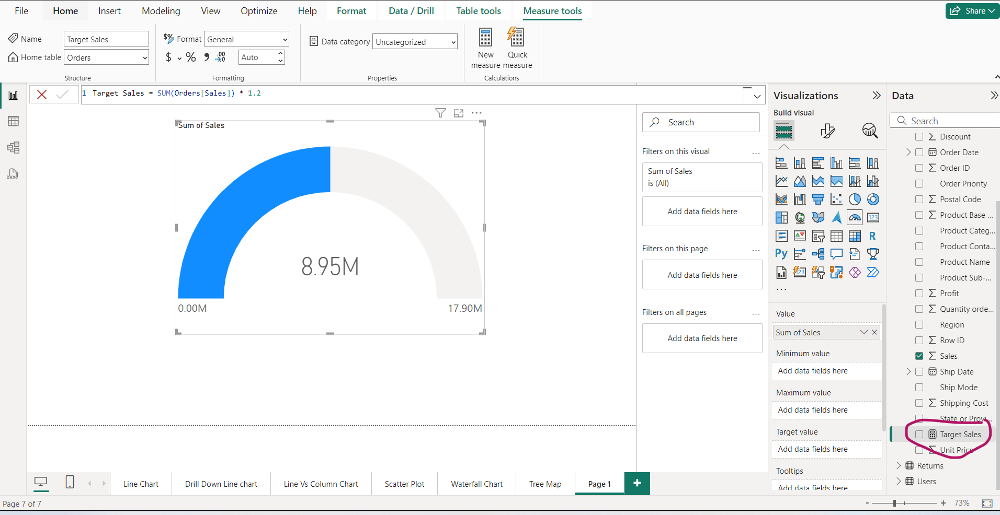 File Home Insert Modeling View Optimize Help Format Data / Drill Table tools Measure tools Share
Name Target Sales
Home table Orders
Structure
$% Format General
$ % , .00 .0 Auto
Formatting
Data category Uncategorized
Properties
New measure
Quick measure
Calculations
1 Target Sales = SUM(Orders[Sales]) * 1.2
DAX
Sum of Sales
8.95M
0.00M
17.90M
Search
Filters on this visual ...
Sum of Sales
is (All)
Add data fields here
Filters on this page ...
Add data fields here
Filters on all pages ...
Add data fields here
Visualizations
Build visual
123
R
Py
123
...
Value
Sum of Sales
Minimum value
Add data fields here
Maximum value
Add data fields here
Target value
Add data fields here
Tooltips
Add data fields here
Data
Search
Discount
Order Date
Order ID
Order Priority
Postal Code
Product Base ...
Product Categ...
Product Conta...
Product Name
Product Sub-...
Profit
Quantity orde...
Region
Row ID
Sales
Ship Date
Ship Mode
Shipping Cost
State or Provi...
Target Sales
Unit Price
Returns
Users
Line Chart
Drill Down Line chart
Line Vs Column Chart
Scatter Plot
Waterfall Chart
Tree Map
Page 1
+
Page 7 of 7
- + 73%